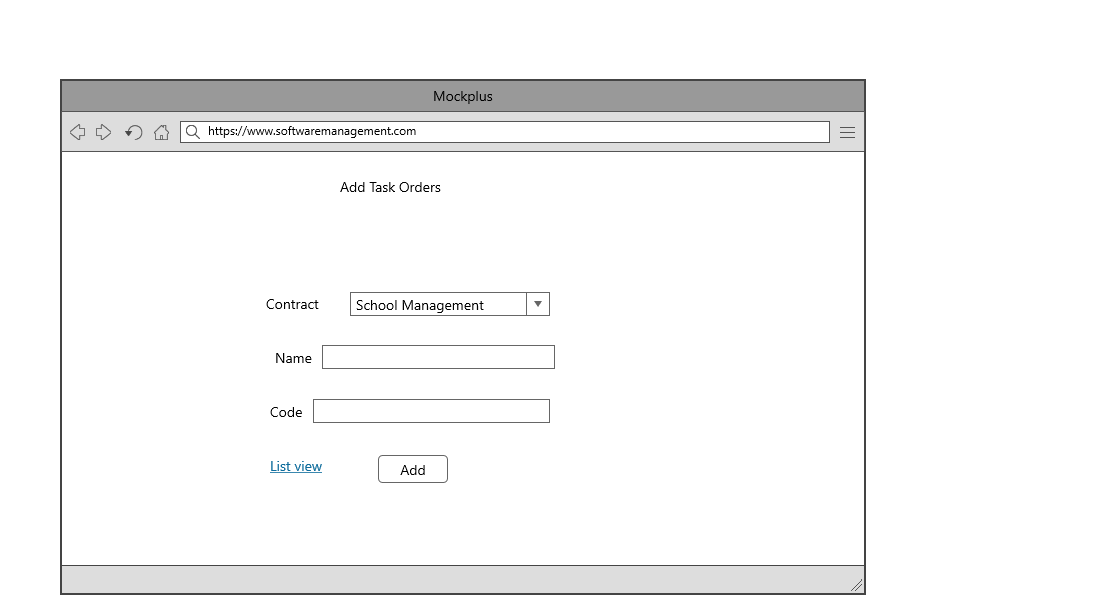 Mockplus
https://www.softwaremanagement.com
Add Task Orders
Contract
School Management
Name
Code
List view
Add